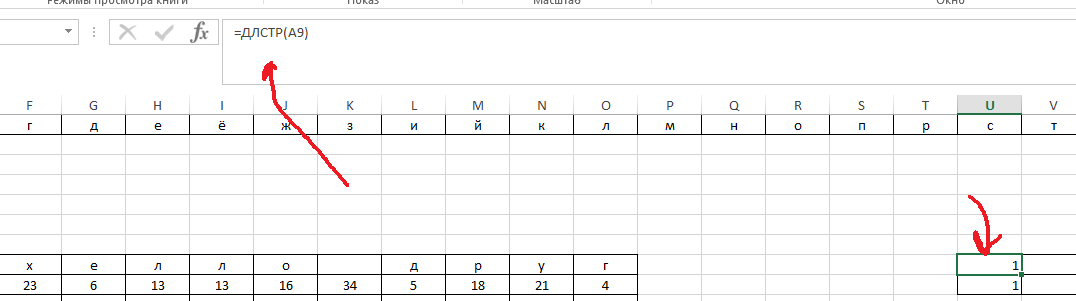 Режимы просмотра книги Показ Масштаб Окно
=ДЛСТР(A9)
F G H I J K L M N O P Q R S T U V
г д е ё ж з и й к л м н о п р с т
х е л л о д р у г 1
23 6 13 13 16 34 5 18 21 4 1